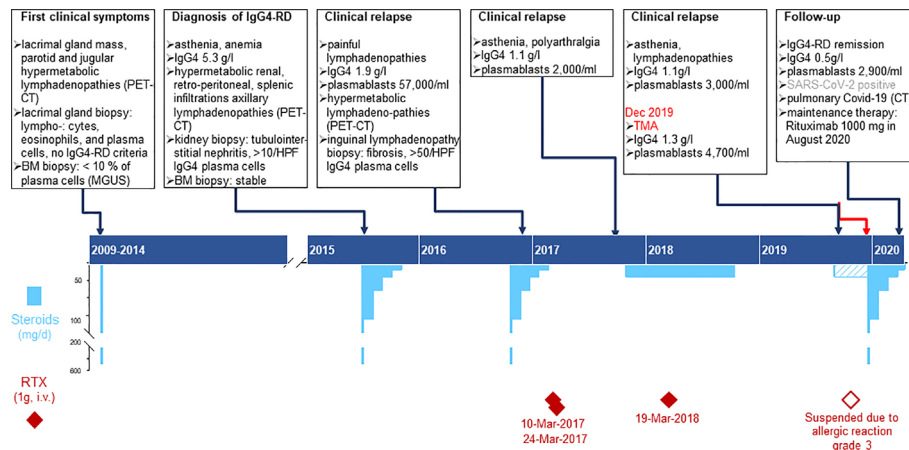 First clinical symptoms
➢lacrimal gland mass,
parotid and jugular
hypermetabolic
lymphadenopathies (PET-
CT)
➢lacrimal gland biopsy:
lympho-: cytes,
eosinophils, and plasma
cells, no IgG4-RD criteria
➢BM biopsy: < 10 % of
plasma cells (MGUS)
Diagnosis of IgG4-RD
➢asthenia, anemia
➢IgG4 5.3 g/l
➢hypermetabolic renal,
retro-peritoneal, splenic
infiltrations axillary
lymphadenopathies (PET-
CT)
➢kidney biopsy: tubulointer-
stitial nephritis, >10/HPF
IgG4 plasma cells
➢BM biopsy: stable
Clinical relapse
➢painful
lymphadenopathies
➢IgG4 1.9 g/l
➢plasmablasts 57,000/ml
➢hypermetabolic
lymphadeno-pathies
(PET-CT)
➢inguinal lymphadenopathy
biopsy: fibrosis, >50/HPF
IgG4 plasma cells
Clinical relapse
➢asthenia, polyarthralgia
➢IgG4 1.1 g/l
➢plasmablasts 2,000/ml
Clinical relapse
➢asthenia,
lymphadenopathies
➢IgG4 1.1g/l
➢plasmablasts 3,000/ml
Dec 2019
➢TMA
➢IgG4 1.3 g/l
➢plasmablasts 4,700/ml
Follow-up
➢IgG4-RD remission
➢IgG4 0.5g/l
➢plasmablasts 2,900/ml
➢SARS-CoV-2 positive
➢pulmonary Covid-19 (CT)
➢maintenance therapy:
Rituximab 1000 mg in
August 2020
2009-2014 2015 2016 2017 2018 2019 2020
Steroids
(mg/d)
50
100
200
600
RTX
(1g, i.v.)
10-Mar-2017
24-Mar-2017
19-Mar-2018
Suspended due to
allergic reaction
grade 3